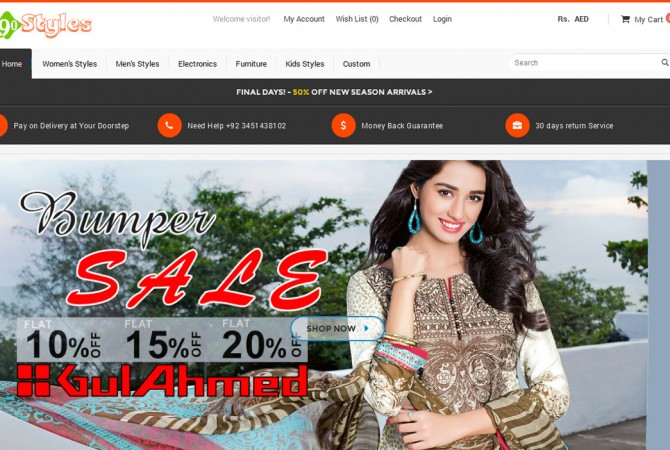 90 Styles
Welcome visitor! My Account Wish List (0) Checkout Login Rs. AED My Cart
Home Women's Styles Men's Styles Electronics Furniture Kids Styles Custom Search
FINAL DAYS! - 50% OFF NEW SEASON ARRIVALS >
Pay on Delivery at Your Doorstep Need Help +92 3451438102 Money Back Guarantee 30 days return Service
Bumper
SALE
FLAT FLAT FLAT
10% OFF 15% OFF 20% OFF
SHOP NOW
GulAhmed